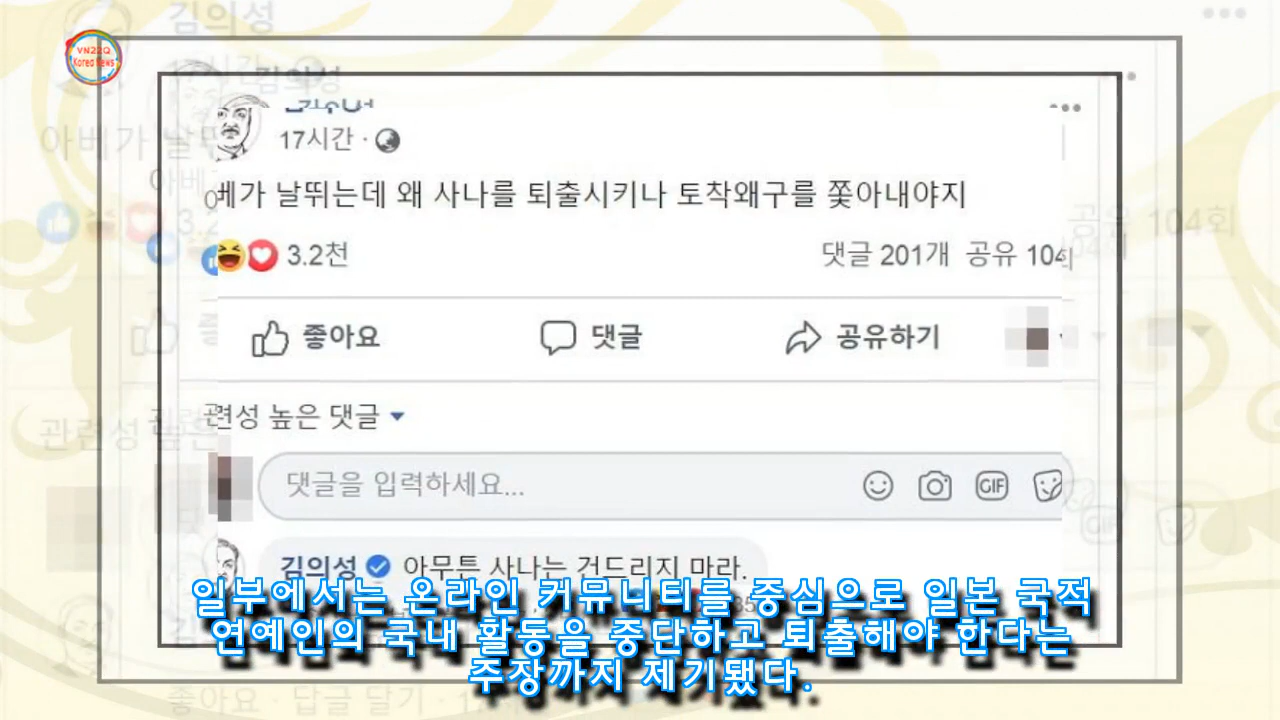 VN22Q
Korea News
17시간 ·
베가 날뛰는데 왜 사나를 퇴출시키나 토착왜구를 쫓아내야지
3.2천
댓글 201개 공유 104회
좋아요
댓글
공유하기
관련성 높은 댓글
댓글을 입력하세요...
GIF
김의성 아무튼 사나는 건드리지 마라.
일부에서는 온라인 커뮤니티를 중심으로 일본 국적
연예인의 국내 활동을 중단하고 퇴출해야 한다는
주장까지 제기됐다.